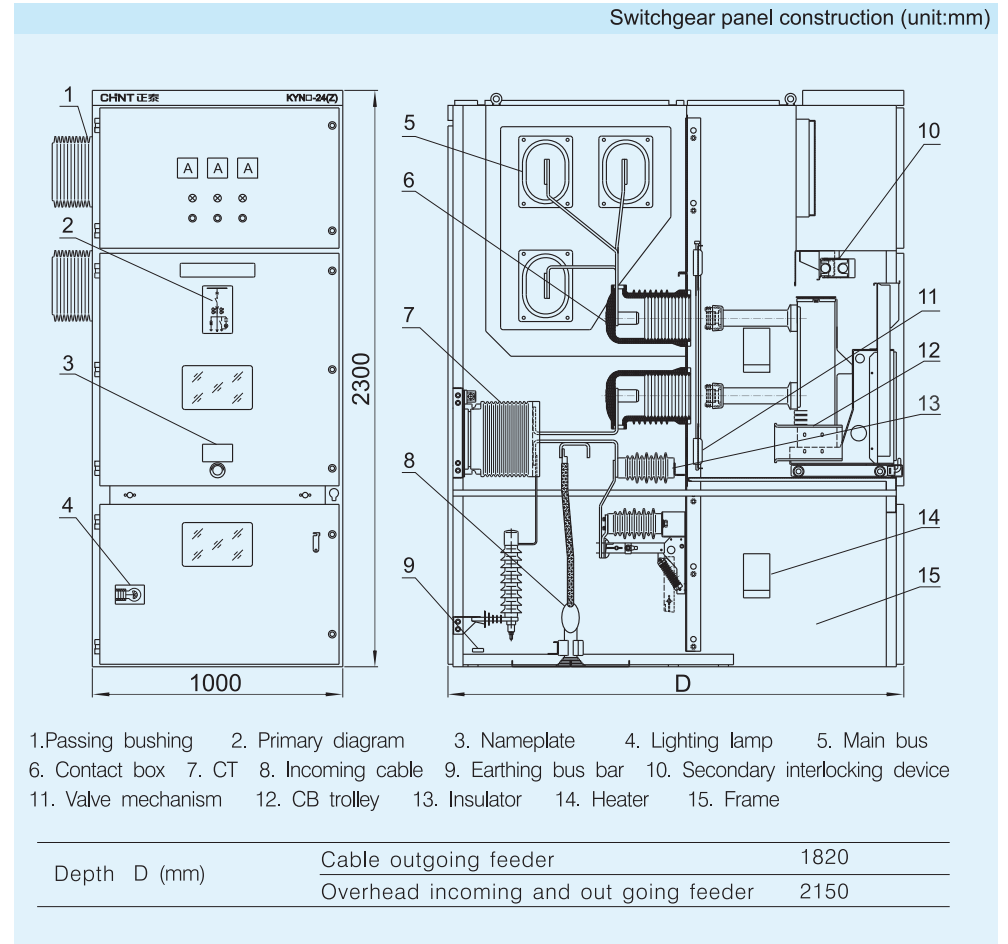 Switchgear panel construction (unit:mm)
CHNT 正泰 KYN□-24(Z)
A A A
1
2
3
4
5
6
7
8
9
10
11
12
13
14
15
2300
1000
D
1.Passing bushing 2. Primary diagram 3. Nameplate 4. Lighting lamp 5. Main bus
6. Contact box 7. CT 8. Incoming cable 9. Earthing bus bar 10. Secondary interlocking device
11. Valve mechanism 12. CB trolley 13. Insulator 14. Heater 15. Frame
Depth D (mm)
Cable outgoing feeder 1820
Overhead incoming and out going feeder 2150